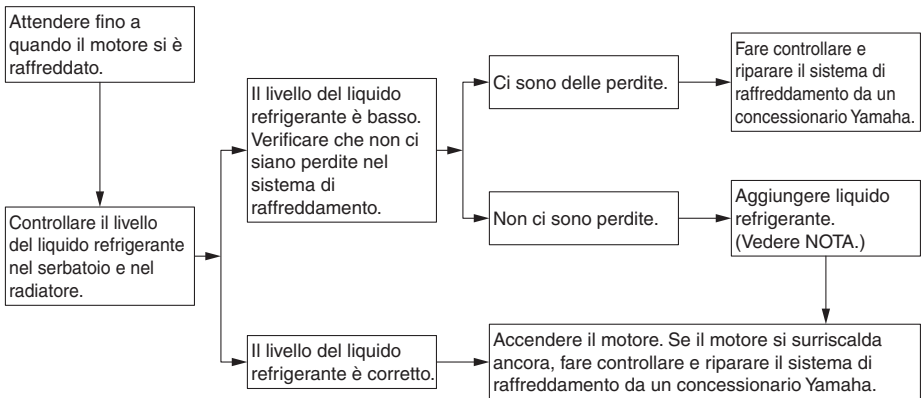 Attendere fino a
quando il motore si è
raffreddato.
Controllare il livello
del liquido refrigerante
nel serbatoio e nel
radiatore.
Il livello del liquido
refrigerante è basso.
Verificare che non ci
siano perdite nel
sistema di
raffreddamento.
Ci sono delle perdite.
Fare controllare e
riparare il sistema di
raffreddamento da un
concessionario Yamaha.
Non ci sono perdite.
Aggiungere liquido
refrigerante.
(Vedere NOTA.)
Il livello del liquido
refrigerante è corretto.
Accendere il motore. Se il motore si surriscalda
ancora, fare controllare e riparare il sistema di
raffreddamento da un concessionario Yamaha.